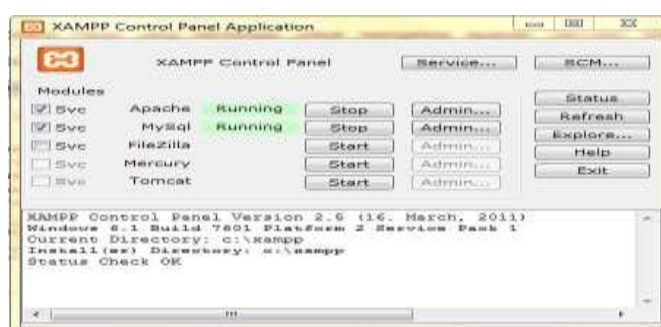 XAMPP Control Panel Application
XAMPP Control Panel
Service...
SCM...
Modules
Svc Apache Running Stop Admin...
Svc MySql Running Stop Admin...
Svc FileZilla Start Admin...
Svc Mercury Start Admin...
Svc Tomcat Start Admin...
Status
Refresh
Explore...
Help
Exit
XAMPP Control Panel Version 2.5 (16. March, 2011)
Windows 6.1 Build 7601 Platform 2 Service Pack 1
Current Directory: c:\xampp
Install(er) Directory: c:\xampp
Status Check OK